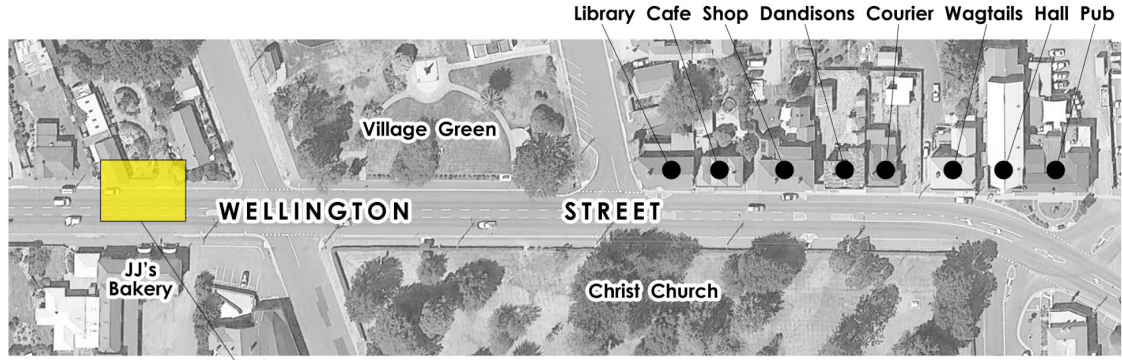 Library Cafe Shop Dandisons Courier Wagtails Hall Pub
Village Green
WELLINGTON STREET
JJ's
Bakery
Christ Church